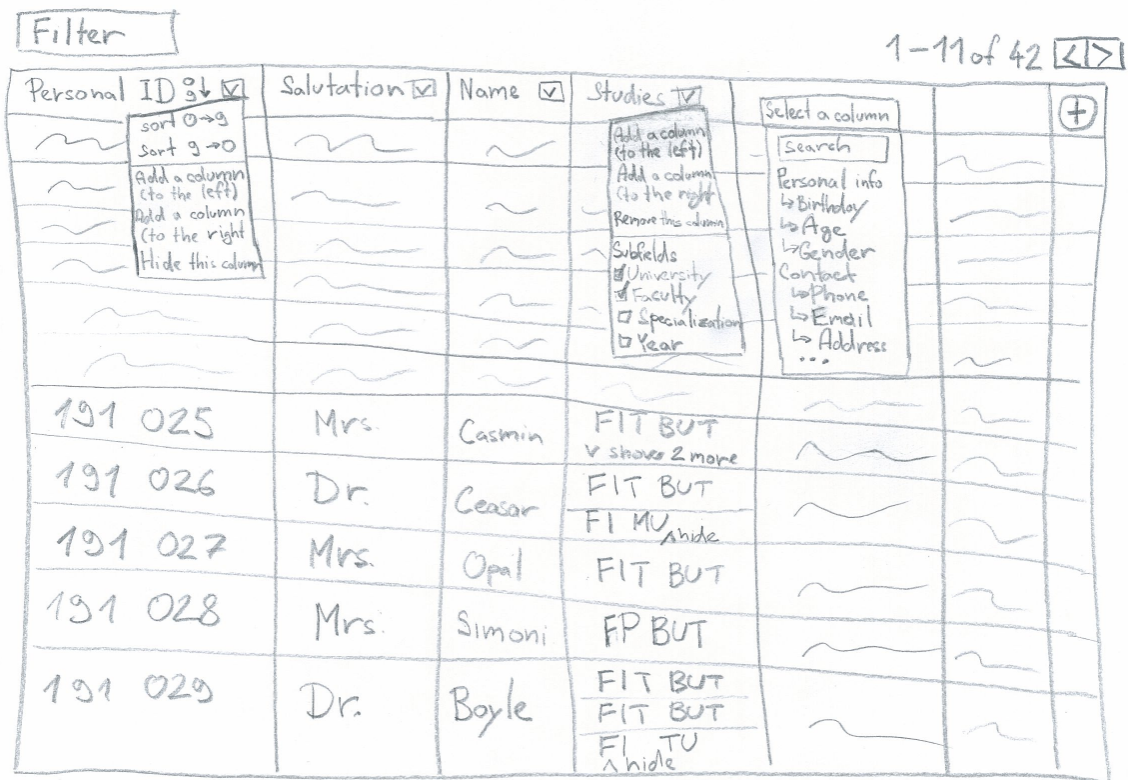 Filter
1-11 of 42 < >
Personal ID 9↓
0
Salutation
Name
Studies
+
sort 0→9
sort 9→0
Add a column
(to the left)
Add a column
(to the right
Hide this column
Add a column
(to the left)
Add a column
(to the right
Remove this column
Subfields
University
Faculty
Specialization
Year
Select a column
Search
Personal info
↳ Birthday
↳ Age
↳ Gender
Contact
↳ Phone
↳ Email
↳ Address
...
191 025 Mrs. Casmin FIT BUT
v show 2 more
191 026 Dr. Ceasar FIT BUT
FI MU ^ hide
191 027 Mrs. Opal FIT BUT
191 028 Mrs. Simoni FP BUT
191 029 Dr. Boyle FIT BUT
FIT BUT
FI TU
^ hide